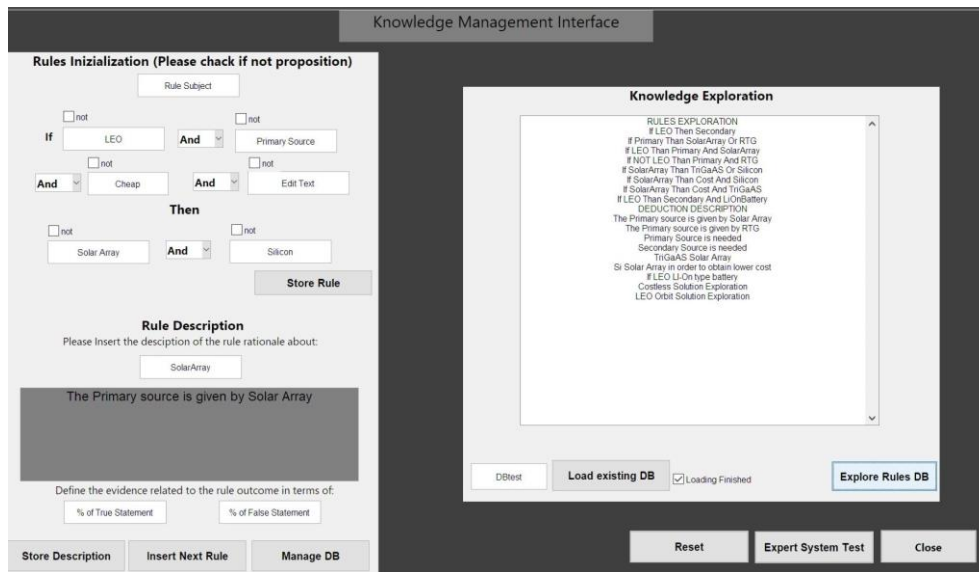 Knowledge Management Interface
Rules Inizialization (Please chack if not proposition)
Rule Subject
not
not
If
LEO
And
Primary Source
not
not
And
Cheap
And
Edit Text
Then
not
not
Solar Array
And
Silicon
Store Rule
Rule Description
Please Insert the desciption of the rule rationale about:
SolarArray
The Primary source is given by Solar Array
Define the evidence related to the rule outcome in terms of:
% of True Statement
% of False Statement
Store Description
Insert Next Rule
Manage DB
Knowledge Exploration
RULES EXPLORATION
If LEO Then Secondary
If Primary Than SolarArray Or RTG
If LEO Than Primary And SolarArray
If NOT LEO Than Primary And RTG
If SolarArray Than TriGaAS Or Silicon
If SolarArray Than Cost And Silicon
If SolarArray Than Cost And TriGaAS
If LEO Than Secondary And LiOnBattery
DEDUCTION DESCRIPTION
The Primary source is given by Solar Array
The Primary source is given by RTG
Primary Source is needed
Secondary Source is needed
TriGaAS Solar Array
Si Solar Array in order to obtain lower cost
If LEO LI-On type battery
Costless Solution Exploration
LEO Orbit Solution Exploration
DBtest
Load existing DB
Loading Finished
Explore Rules DB
Reset
Expert System Test
Close